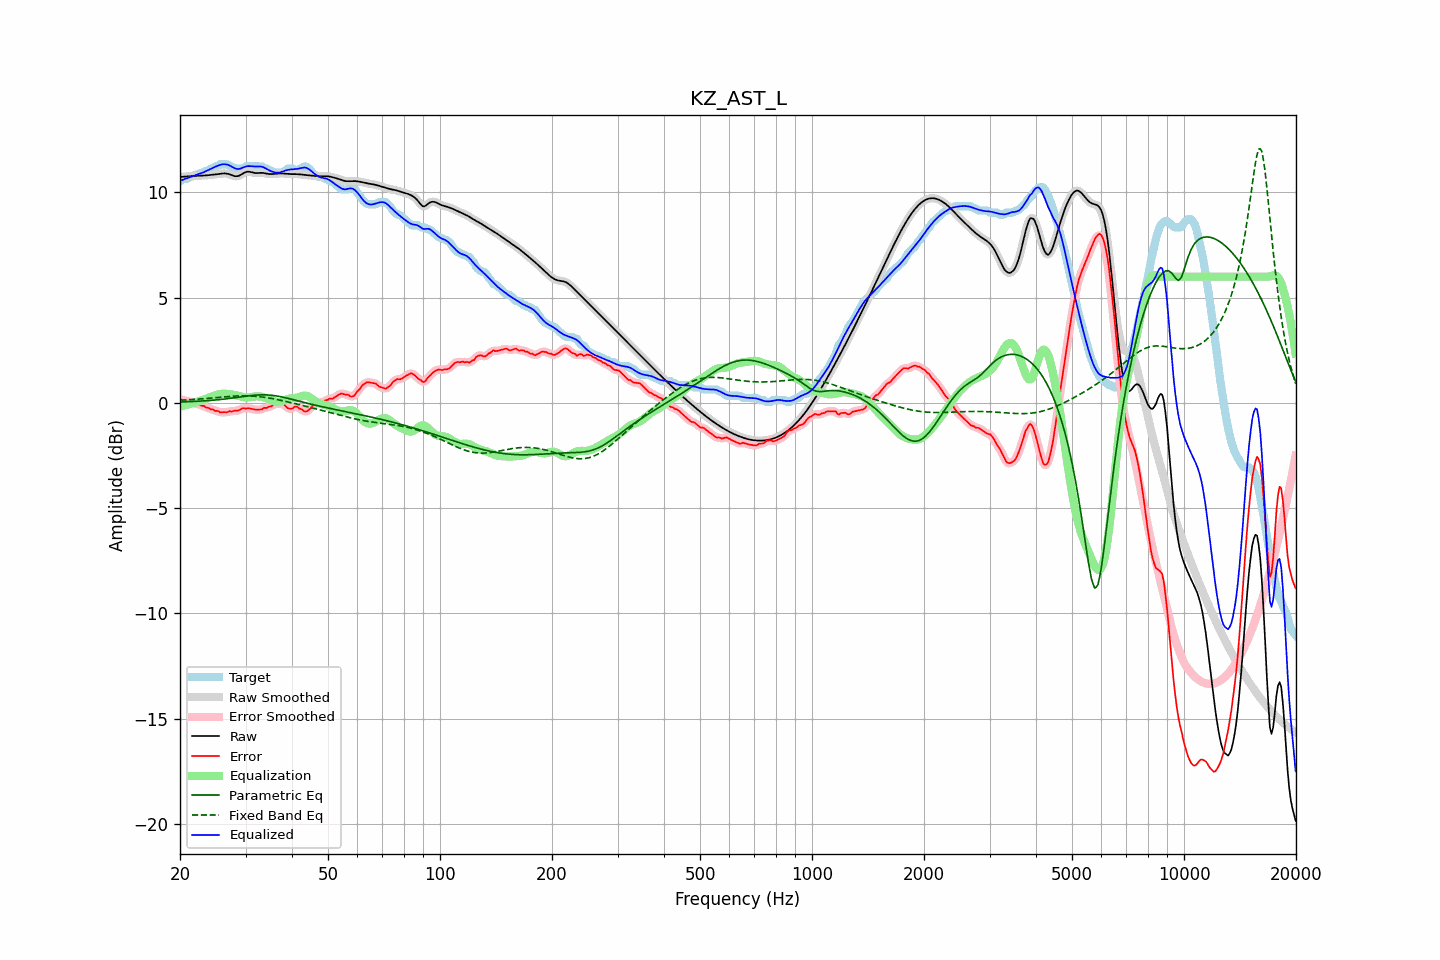 KZ_AST_L
Amplitude (dBr)
10
5
0
−5
−10
−15
−20
Target
Raw Smoothed
Error Smoothed
Raw
Error
Equalization
Parametric Eq
Fixed Band Eq
Equalized
20 50 100 200 500 1000 2000 5000 10000 20000
Frequency (Hz)